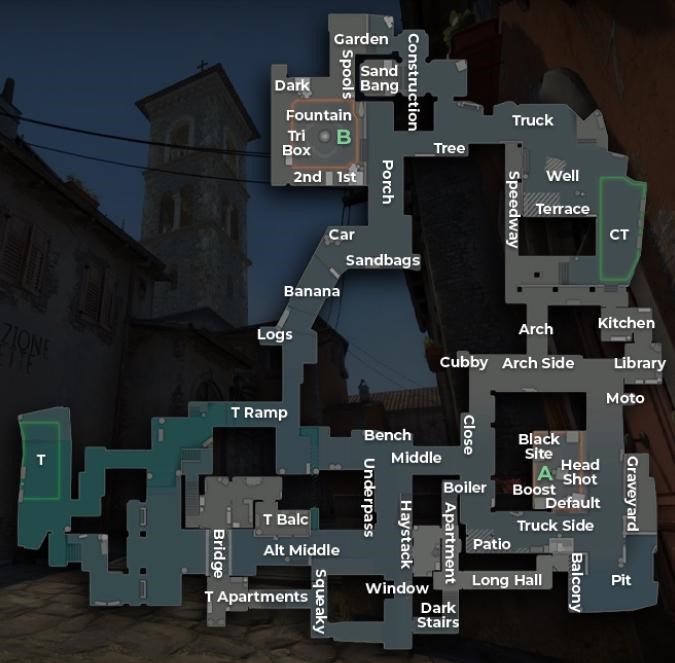 Garden
Construction
Spools
Sand
Bang
Dark
Fountain
Tri
Box
B
2nd
1st
Truck
Tree
Porch
Well
Speedway
Terrace
CT
Car
Sandbags
Banana
Logs
Arch
Kitchen
Cubby
Arch Side
Library
Moto
T Ramp
T
Bench
Middle
Close
Black
Site
A
Head
Shot
Boost
Default
Graveyard
Boiler
Underpass
Haystack
Apartment
T Balc
Truck Side
Bridge
Alt Middle
Patio
Long Hall
Balcony
Pit
Window
T Apartments
Squeaky
Dark
Stairs
ZIONE